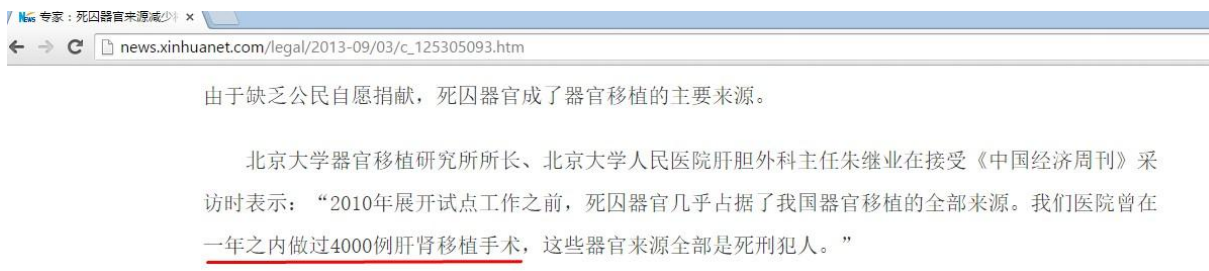 News 专家：死囚器官来源减少
news.xinhuanet.com/legal/2013-09/03/c_125305093.htm
由于缺乏公民自愿捐献，死囚器官成了器官移植的主要来源。
北京大学器官移植研究所所长、北京大学人民医院肝胆外科主任朱继业在接受《中国经济周刊》采
访时表示：“2010年展开试点工作之前，死囚器官几乎占据了我国器官移植的全部来源。我们医院曾在
一年之内做过4000例肝肾移植手术，这些器官来源全部是死刑犯人。”